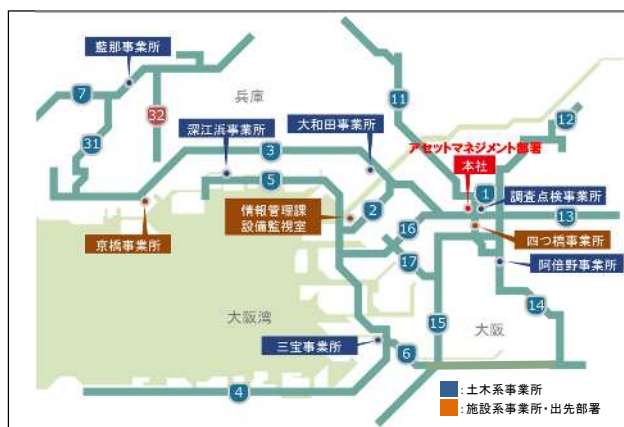 藍那事業所
7
兵庫
11
12
32
31
深江浜事業所
大和田事業所
3
アセットマネジメント部署
本社
1
調査点検事業所
5
情報管理課
設備監視室
2
16
13
京橋事業所
四つ橋事業所
17
阿倍野事業所
大阪湾
14
15
大阪
三宝事業所
6
4
:土木系事業所
:施設系事業所・出先部署